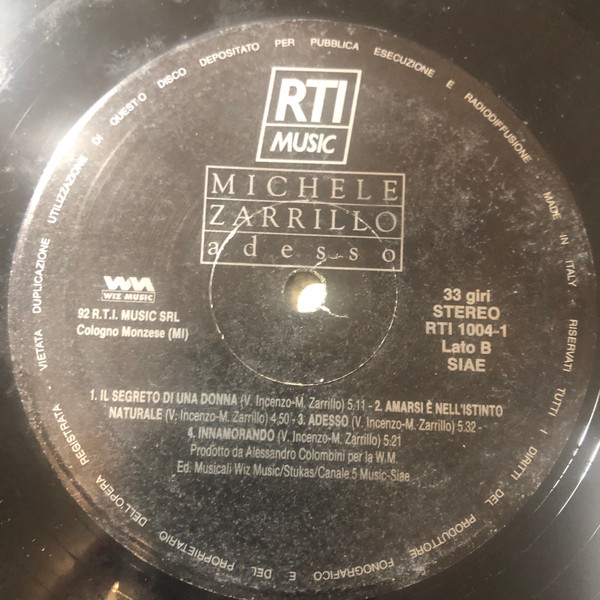 VIETATA DUPLICAZIONE UTILIZZAZIONE DI QUESTO DISCO DEPOSITATO PER PUBBLICA ESECUZIONE E RADIODIFFUSIONE MADE IN ITALY RISERVATI TUTTI I DIRITTI DEL PRODUTTORE FONOGRAFICO E DEL PROPRIETARIO DELL'OPERA REGISTRATA
RTI
MUSIC
MICHELE
ZARRILLO
adesso
WM
WIZ MUSIC
92 R.T.I. MUSIC SRL
Cologno Monzese (MI)
33 giri
STEREO
RTI 1004-1
Lato B
SIAE
1. IL SEGRETO DI UNA DONNA (V. Incenzo-M. Zarrillo) 5.11 - 2. AMARSI È NELL'ISTINTO
NATURALE (V. Incenzo-M. Zarrillo) 4.50 - 3. ADESSO (V. Incenzo-M. Zarrillo) 5.32 -
4. INNAMORANDO (V. Incenzo-M. Zarrillo) 5.21
Prodotto da Alessandro Colombini per la W.M.
Ed. Musicali Wiz Music/Stukas/Canale 5 Music-Siae